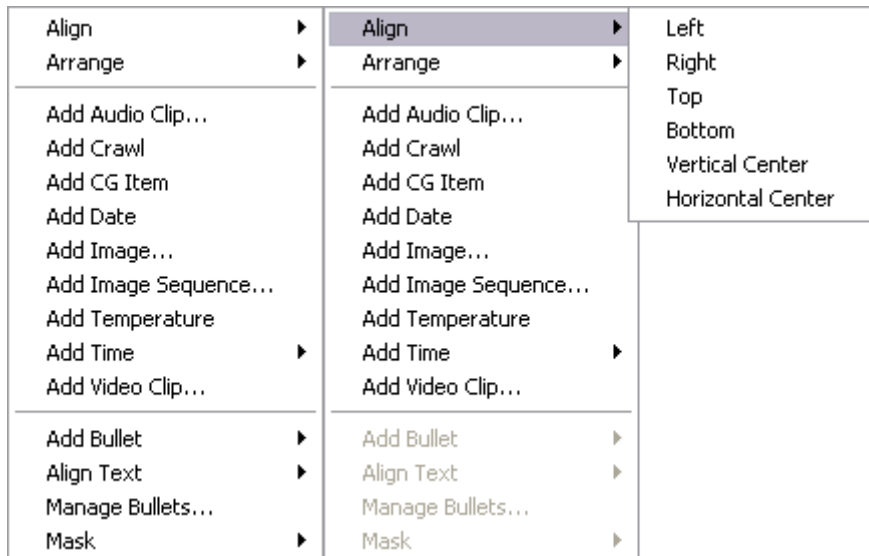 Align
Arrange
Add Audio Clip...
Add Crawl
Add CG Item
Add Date
Add Image...
Add Image Sequence...
Add Temperature
Add Time
Add Video Clip...
Add Bullet
Align Text
Manage Bullets...
Mask
Align
Arrange
Add Audio Clip...
Add Crawl
Add CG Item
Add Date
Add Image...
Add Image Sequence...
Add Temperature
Add Time
Add Video Clip...
Add Bullet
Align Text
Manage Bullets...
Mask
Left
Right
Top
Bottom
Vertical Center
Horizontal Center